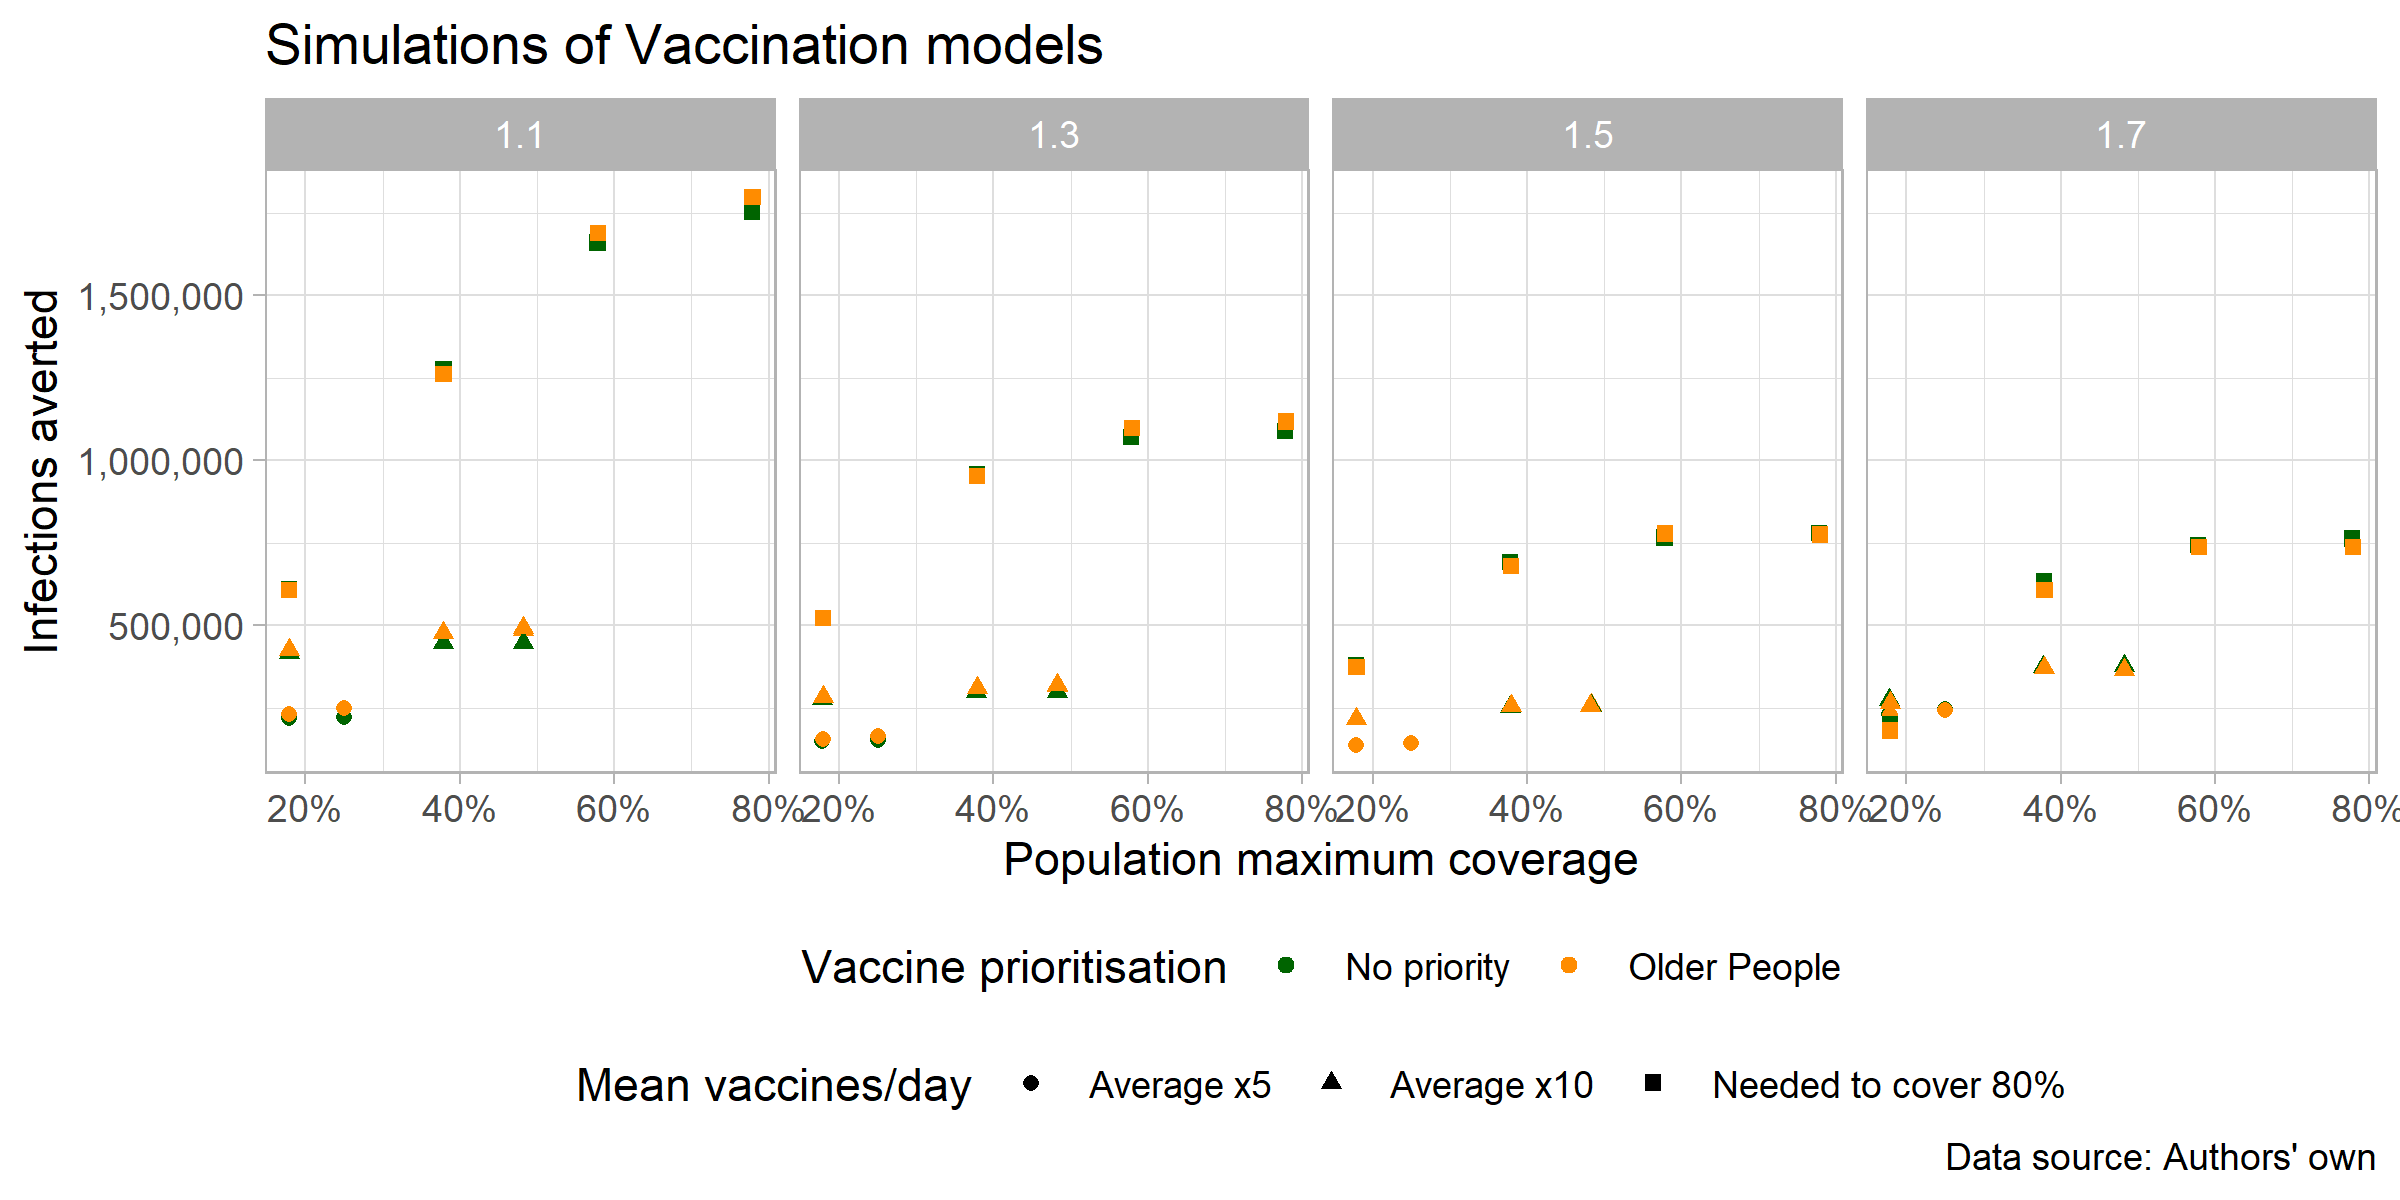 Simulations of Vaccination models
1.1 1.3 1.5 1.7
Infections averted
1,500,000
1,000,000
500,000
20% 40% 60% 80% 20% 40% 60% 80% 20% 40% 60% 80% 20% 40% 60% 80%
Population maximum coverage
Vaccine prioritisation No priority Older People
Mean vaccines/day Average x5 Average x10 Needed to cover 80%
Data source: Authors' own